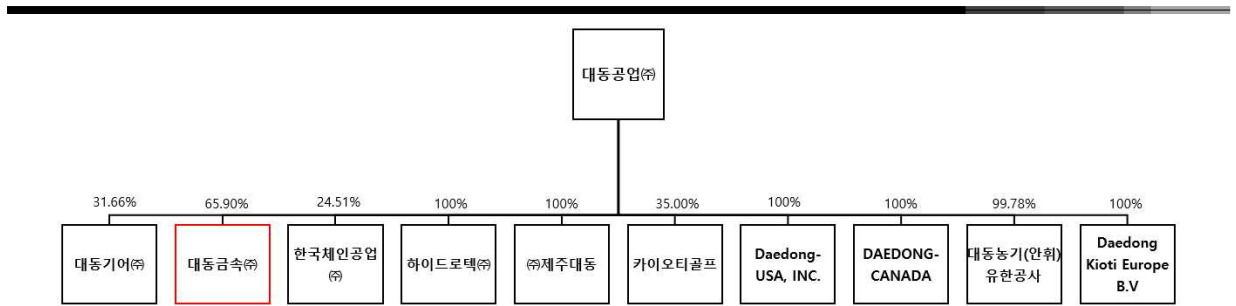 대동공업㈜
31.66% 65.90% 24.51% 100% 100% 35.00% 100% 100% 99.78% 100%
대동기어㈜
대동금속㈜
한국체인공업
㈜
하이드로텍㈜
㈜제주대동
카이오티골프
Daedong-
USA, INC.
DAEDONG-
CANADA
대동농기(안휘)
유한공사
Daedong
Kioti Europe
B.V